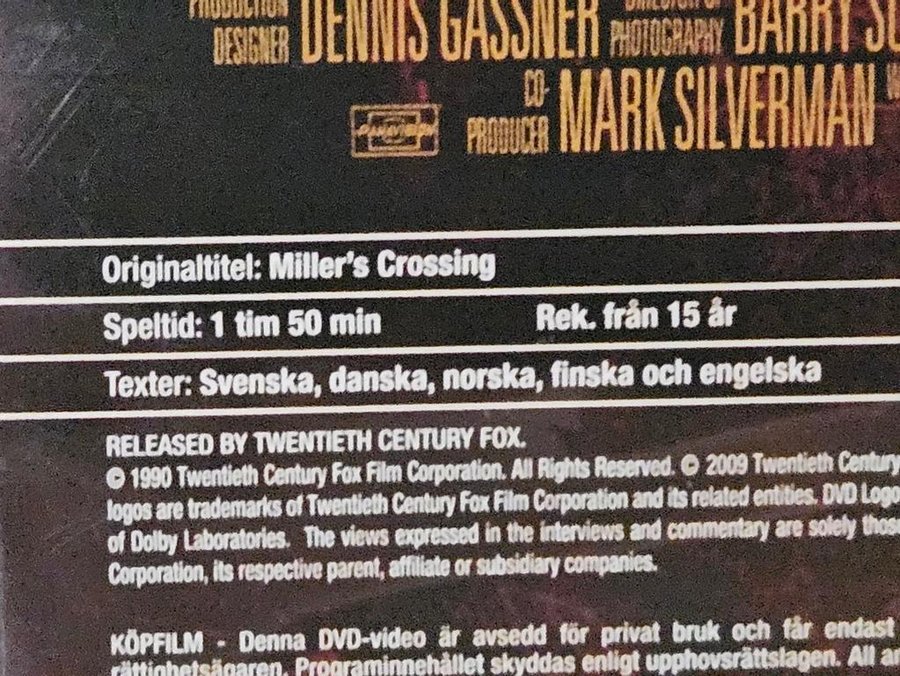 PRODUCTION
DESIGNER DENNIS GASSNER DIRECTOR OF
PHOTOGRAPHY BARRY
CO-
PRODUCER MARK SILVERMAN
PANAVISION
Originaltitel: Miller's Crossing
Speltid: 1 tim 50 min Rek. från 15 år
Texter: Svenska, danska, norska, finska och engelska
RELEASED BY TWENTIETH CENTURY FOX.
© 1990 Twentieth Century Fox Film Corporation. All Rights Reserved. © 2009 Twentieth Century
logos are trademarks of Twentieth Century Fox Film Corporation and its related entities. DVD Logo
of Dolby Laboratories. The views expressed in the interviews and commentary are solely those
Corporation, its respective parent, affiliate or subsidiary companies.
KÖPFILM - Denna DVD-video är avsedd för privat bruk och får endast
rättighetsägaren. Programinnehållet skyddas enligt upphovsrättslagen. All